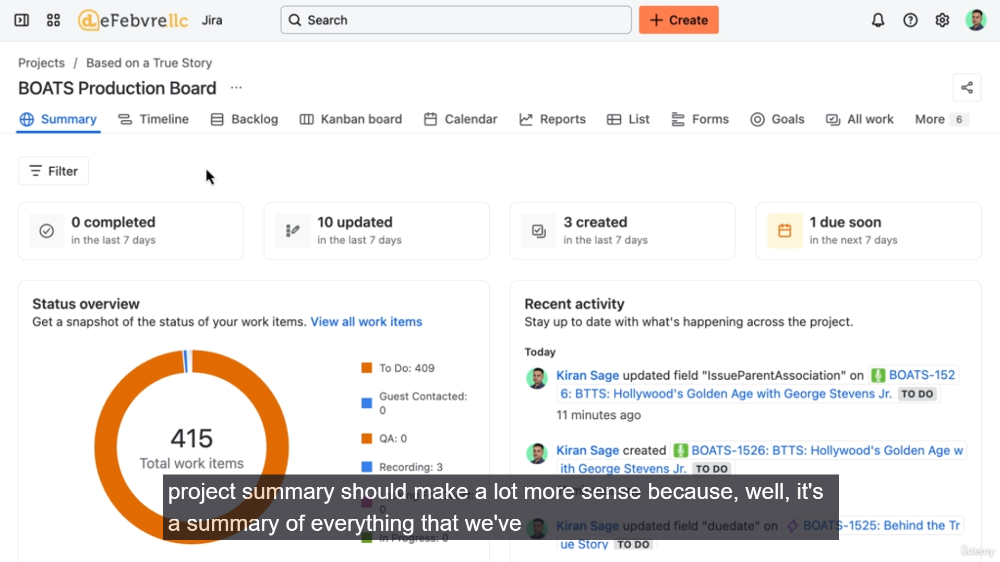 deFebvrellc Jira
Search
+ Create
Projects / Based on a True Story
BOATS Production Board ...
Summary Timeline Backlog Kanban board Calendar Reports List Forms Goals All work More 6
Filter
0 completed
in the last 7 days
10 updated
in the last 7 days
3 created
in the last 7 days
1 due soon
in the next 7 days
Status overview
Get a snapshot of the status of your work items. View all work items
415
Total work items
To Do: 409
Guest Contacted:
0
QA: 0
Recording: 3
0
In Progress: 0
Recent activity
Stay up to date with what's happening across the project.
Today
Kiran Sage updated field "IssueParentAssociation" on BOATS-152
6: BTTS: Hollywood's Golden Age with George Stevens Jr. TO DO
11 minutes ago
Kiran Sage created BOATS-1526: BTTS: Hollywood's Golden Age w
ith George Stevens Jr. TO DO
Kiran Sage updated field "duedate" on BOATS-1525: Behind the Tr
ue Story TO DO
project summary should make a lot more sense because, well, it's
a summary of everything that we've
ûdemy